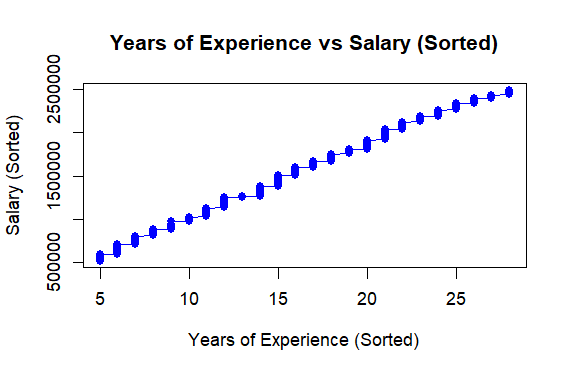 Years of Experience vs Salary (Sorted)
Salary (Sorted)
2500000
1500000
500000
5 10 15 20 25
Years of Experience (Sorted)